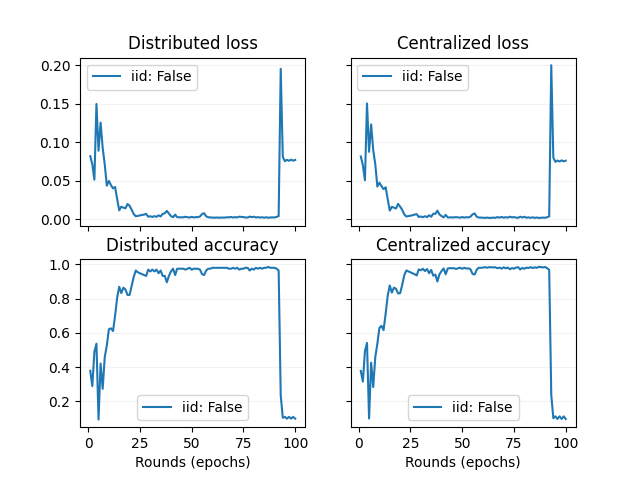 Distributed loss
Centralized loss
iid: False
iid: False
0.20
0.15
0.10
0.05
0.00
Distributed accuracy
Centralized accuracy
1.0
0.8
0.6
0.4
0.2
iid: False
iid: False
0 25 50 75 100
0 25 50 75 100
Rounds (epochs)
Rounds (epochs)